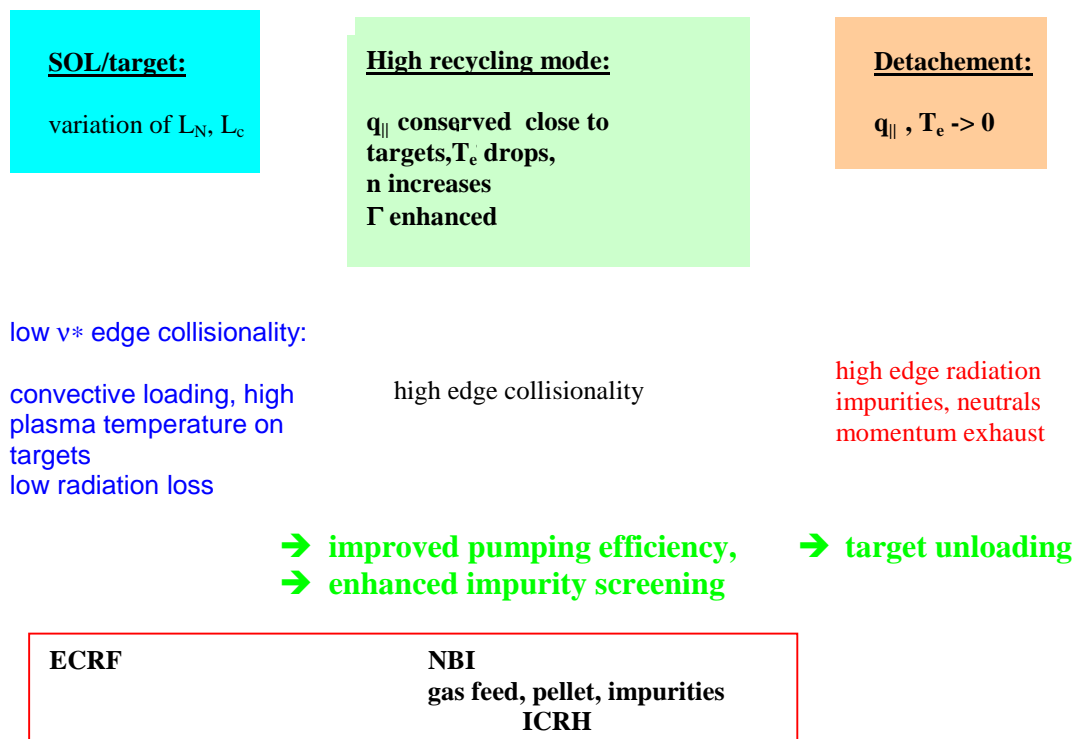 SOL/target:
variation of L_N, L_c
High recycling mode:
q_|| conserved close to
targets,T_e drops,
n increases
Γ enhanced
Detachement:
q_|| , T_e -> 0
low ν* edge collisionality:
convective loading, high
plasma temperature on
targets
low radiation loss
high edge collisionality
high edge radiation
impurities, neutrals
momentum exhaust
➔ improved pumping efficiency,
➔ enhanced impurity screening
➔ target unloading
ECRF
NBI
gas feed, pellet, impurities
ICRH